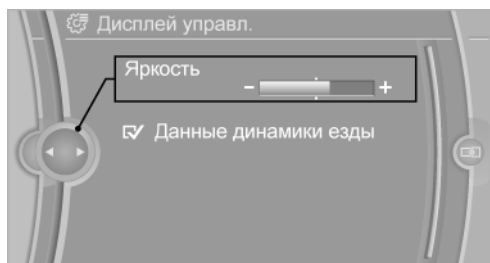 Дисплей управл.
Яркость
- +
Данные динамики езды